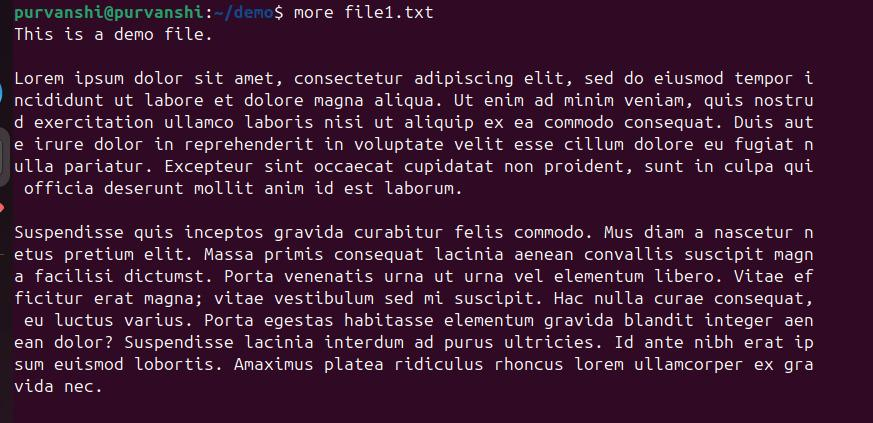 purvanshi@purvanshi:~/demo$ more file1.txt
This is a demo file.
Lorem ipsum dolor sit amet, consectetur adipiscing elit, sed do eiusmod tempor i
ncididunt ut labore et dolore magna aliqua. Ut enim ad minim veniam, quis nostru
d exercitation ullamco laboris nisi ut aliquip ex ea commodo consequat. Duis aut
e irure dolor in reprehenderit in voluptate velit esse cillum dolore eu fugiat n
ulla pariatur. Excepteur sint occaecat cupidatat non proident, sunt in culpa qui
 officia deserunt mollit anim id est laborum.
Suspendisse quis inceptos gravida curabitur felis commodo. Mus diam a nascetur n
etus pretium elit. Massa primis consequat lacinia aenean convallis suscipit magn
a facilisi dictumst. Porta venenatis urna ut urna vel elementum libero. Vitae ef
ficitur erat magna; vitae vestibulum sed mi suscipit. Hac nulla curae consequat,
 eu luctus varius. Porta egestas habitasse elementum gravida blandit integer aen
ean dolor? Suspendisse lacinia interdum ad purus ultricies. Id ante nibh erat ip
sum euismod lobortis. Amaximus platea ridiculus rhoncus lorem ullamcorper ex gra
vida nec.